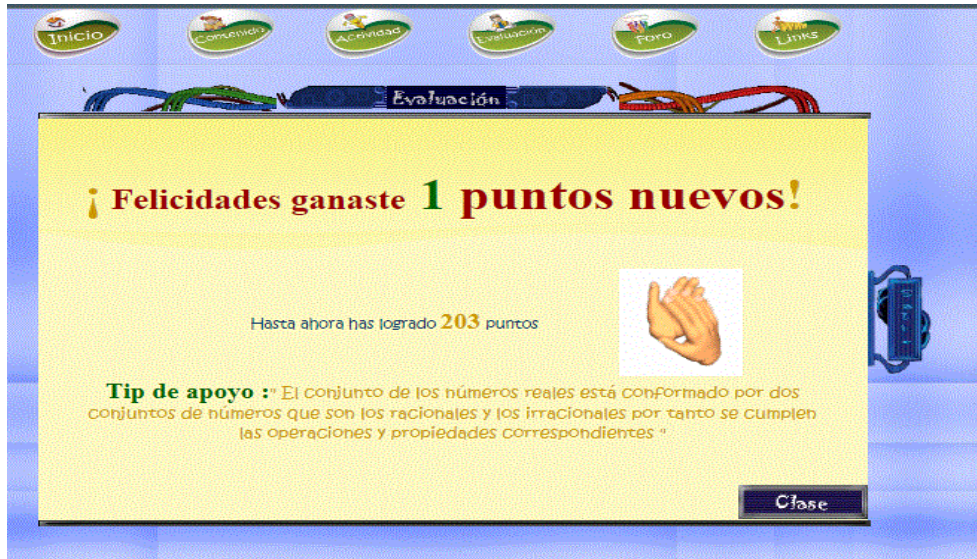 Inicio
Contenido
Actividad
Evaluación
Foro
Links
Evaluación
¡ Felicidades ganaste 1 puntos nuevos!
Hasta ahora has logrado 203 puntos
Tip de apoyo :" El conjunto de los números reales está conformado por dos
conjuntos de números que son los racionales y los irracionales por tanto se cumplen
las operaciones y propiedades correspondientes "
Clase